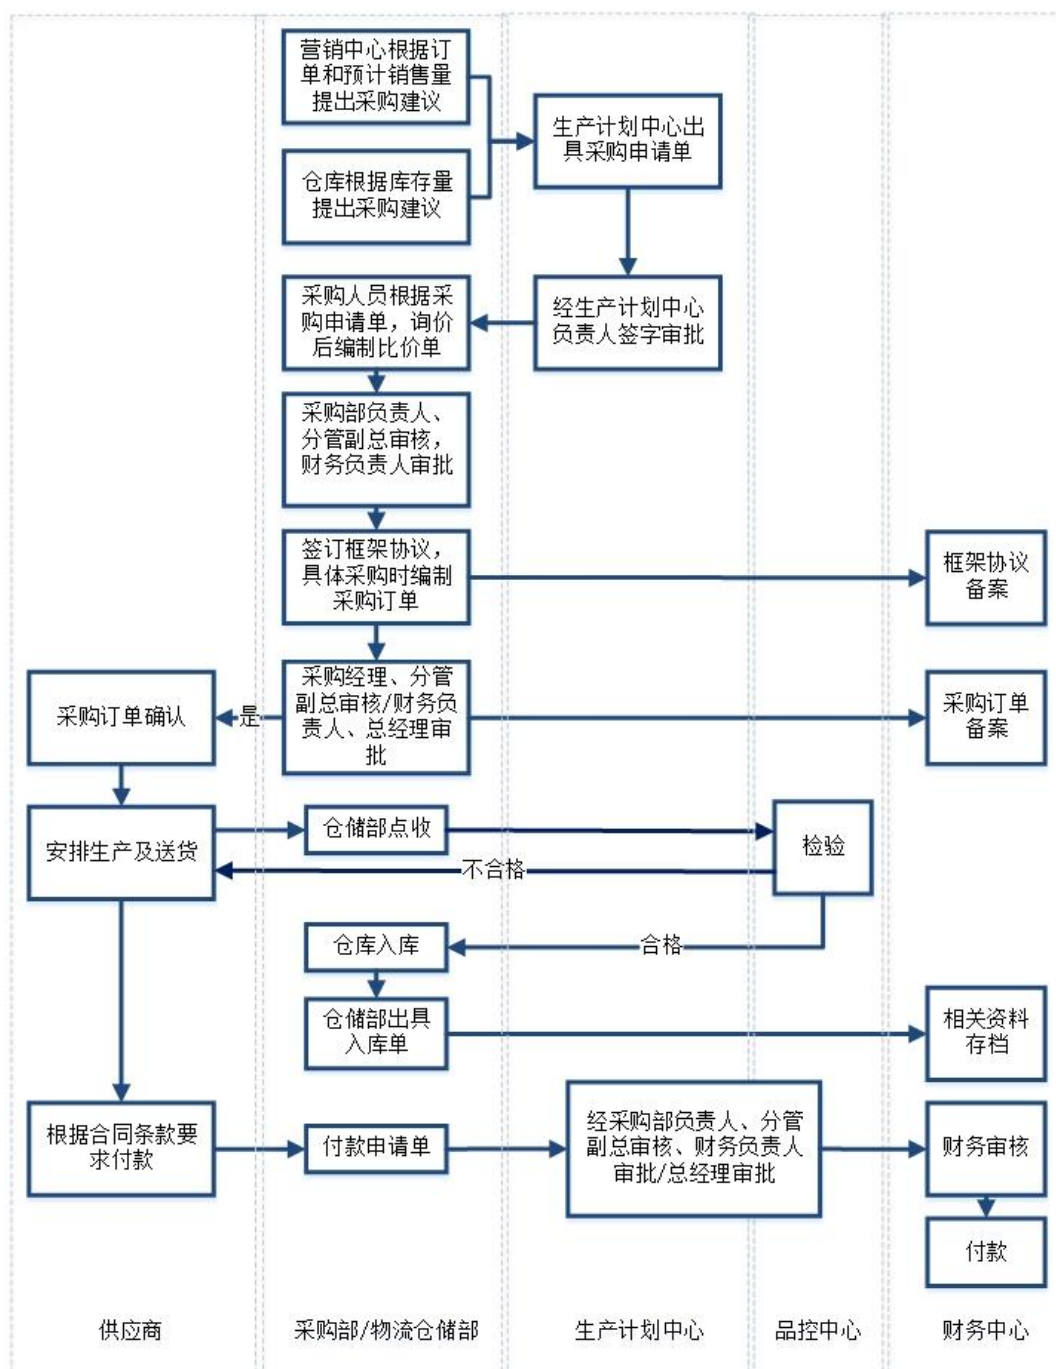 营销中心根据订
单和预计销售量
提出采购建议
生产计划中心出
具采购申请单
仓库根据库存量
提出采购建议
采购人员根据采
购申请单，询价
后编制比价单
经生产计划中心
负责人签字审批
采购部负责人、
分管副总审核，
财务负责人审批
签订框架协议，
具体采购时编制
采购订单
框架协议
备案
采购订单确认
是
采购经理、分管
副总审核/财务负
责人、总经理审
批
采购订单
备案
安排生产及送货
仓储部点收
检验
不合格
仓库入库
合格
仓储部出具
入库单
相关资料
存档
根据合同条款要
求付款
付款申请单
经采购部负责人、分管
副总审核、财务负责人
审批/总经理审批
财务审核
付款
供应商
采购部/物流仓储部
生产计划中心
品控中心
财务中心